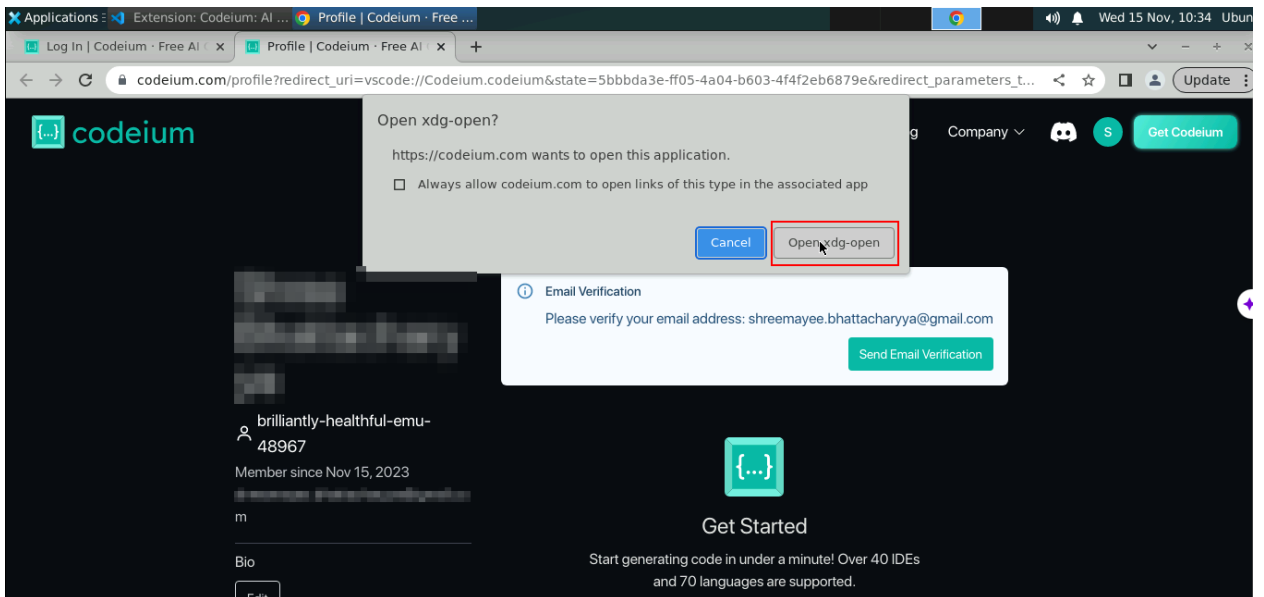 Applications
Extension: Codeium: AI ...
Profile | Codeium · Free ...
Wed 15 Nov, 10:34 Ubun
Log In | Codeium · Free AI
Profile | Codeium · Free AI
codeium.com/profile?redirect_uri=vscode://Codeium.codeium&state=5bbbda3e-ff05-4a04-b603-4f4f2eb6879e&redirect_parameters_t...
Update
{...} codeium
Open xdg-open?
https://codeium.com wants to open this application.
Always allow codeium.com to open links of this type in the associated app
Cancel
Open xdg-open
g
Company
S
Get Codeium
Email Verification
Please verify your email address: shreemayee.bhattacharyya@gmail.com
Send Email Verification
brilliantly-healthful-emu-
48967
Member since Nov 15, 2023
m
Bio
Edit
{...}
Get Started
Start generating code in under a minute! Over 40 IDEs
and 70 languages are supported.